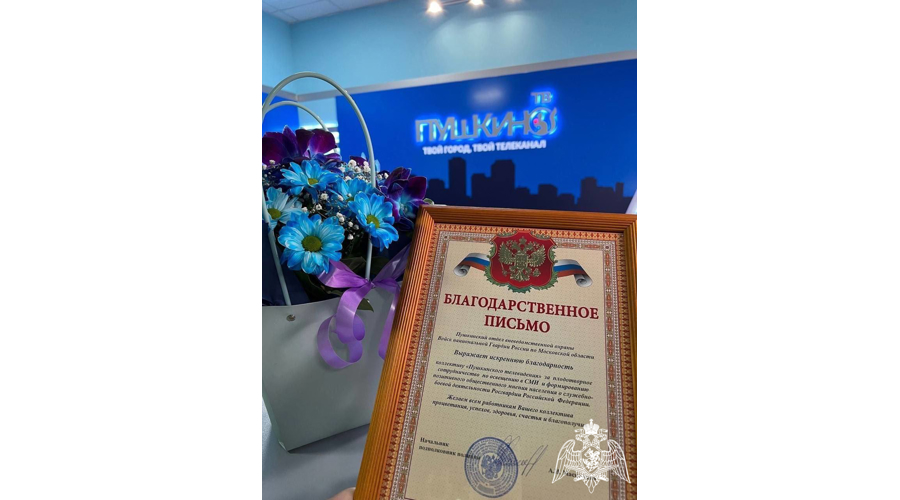 ТВ
ПУШКИНО
ТВОЙ ГОРОД, ТВОЙ ТЕЛЕКАНАЛ
БЛАГОДАРСТВЕННОЕ
ПИСЬМО
Пушкинский отдел вневедомственной охраны
Войск национальной Гвардии России по Московской области
Выражает искреннюю благодарность
коллективу «Пушкинского телевидения» за плодотворное
сотрудничество по освещению в СМИ и формированию
позитивного общественного мнения населения о служебно-
боевой деятельности Росгвардии Российской Федерации.
Желаем всем работникам Вашего коллектива
процветания, успехов, здоровья, счастья и благополучия
Начальник
подполковник полиции
А.